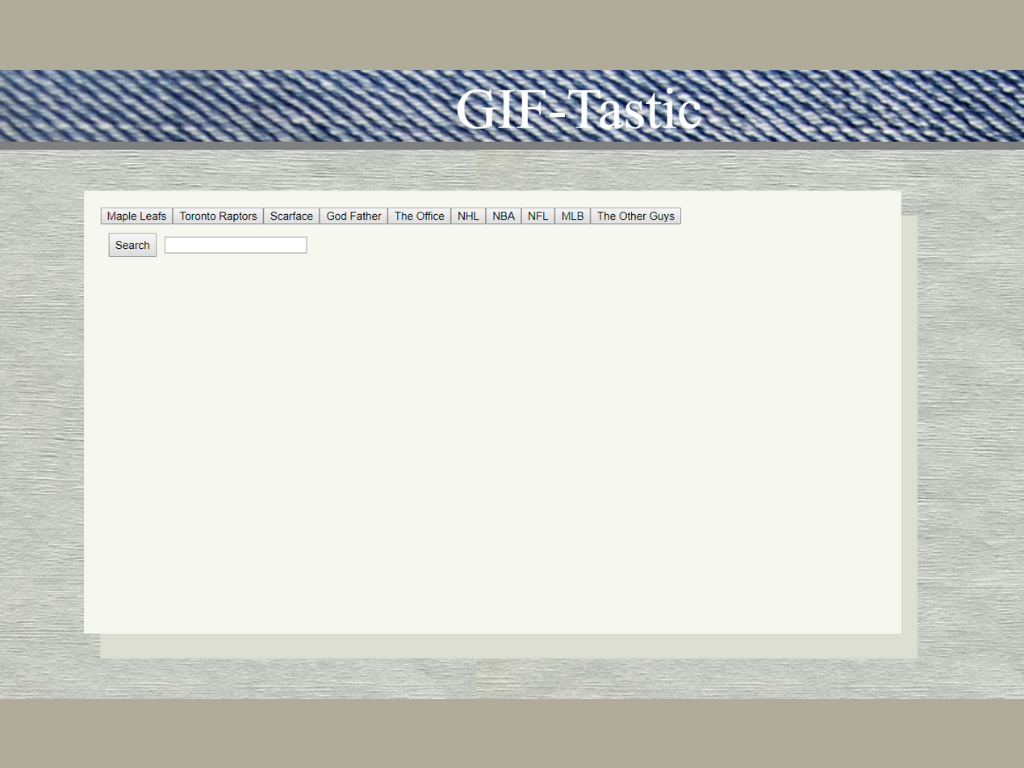 GIF-Tastic
Maple Leafs Toronto Raptors Scarface God Father The Office NHL NBA NFL MLB The Other Guys
Search